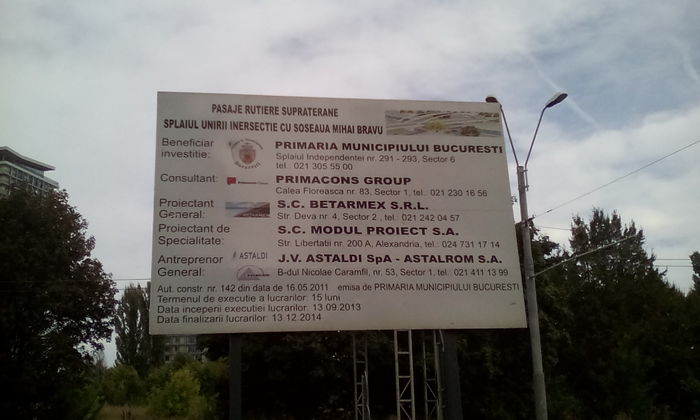 PASAJE RUTIERE SUPRATERANE
SPLAIUL UNIRII INERSECTIE CU SOSEAUA MIHAI BRAVU
Beneficiar investitie: PRIMARIA MUNICIPIULUI BUCURESTI
Splaiul Independentei nr. 291 - 293, Sector 6
tel.: 021 305 55 00
Consultant: PRIMACONS GROUP
Calea Floreasca nr. 83, Sector 1, tel.: 021 230 16 56
Proiectant General: S.C. BETARMEX S.R.L.
Str. Deva nr. 4, Sector 2 , tel.: 021 242 04 57
Proiectant de Specialitate: S.C. MODUL PROIECT S.A.
Str. Libertatii nr. 200 A, Alexandria, tel.: 024 731 17 14
Antreprenor General: ASTALDI J.V. ASTALDI SpA - ASTALROM S.A.
B-dul Nicolae Caramfil, nr. 53, Sector 1, tel.: 021 411 13 99
Aut. constr. nr. 142 din data de 16.05.2011 emisa de PRIMARIA MUNICIPIULUI BUCURESTI
Termenul de executie a lucrarilor: 15 luni
Data inceperii executiei lucrarilor: 13.09.2013
Data finalizarii lucrarilor: 13.12.2014